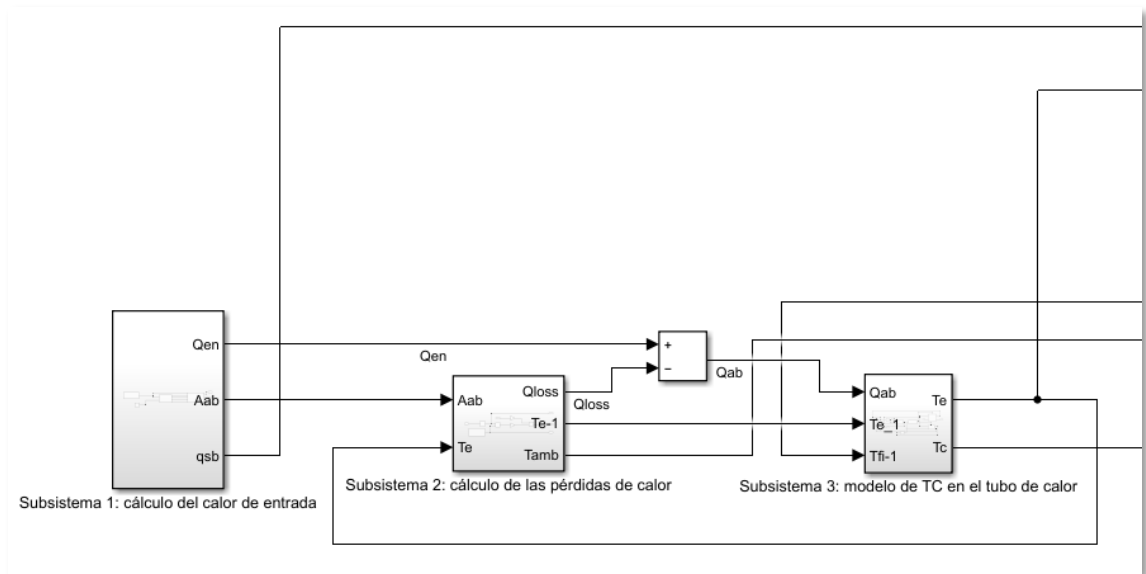 Qen
Aab
qsb
Subsistema 1: cálculo del calor de entrada
Qen
Aab
Te
Qloss
Te-1
Tamb
Qloss
Subsistema 2: cálculo de las pérdidas de calor
+
−
Qab
Qab
Te_1
Tfi-1
Te
Tc
Subsistema 3: modelo de TC en el tubo de calor